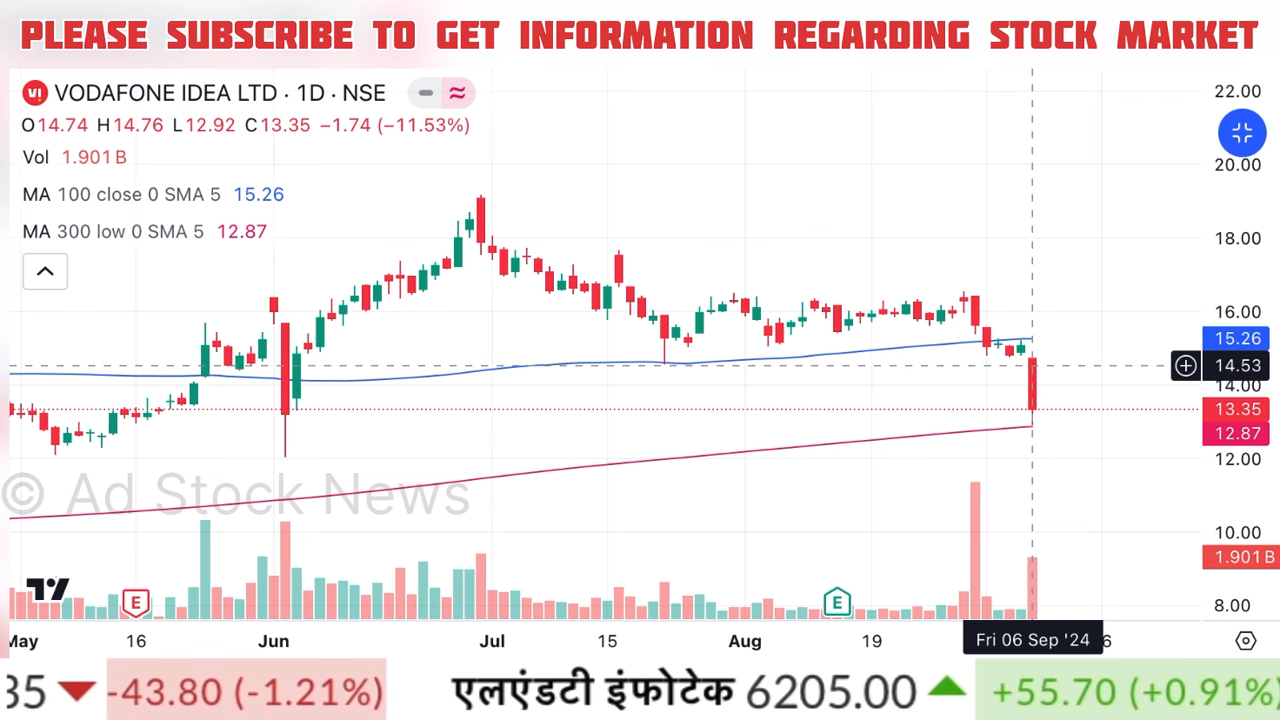 PLEASE SUBSCRIBE TO GET INFORMATION REGARDING STOCK MARKET
VODAFONE IDEA LTD · 1D · NSE
O14.74 H14.76 L12.92 C13.35 −1.74 (−11.53%)
Vol 1.901B
MA 100 close 0 SMA 5 15.26
MA 300 low 0 SMA 5 12.87
22.00
20.00
18.00
16.00
15.26
14.53
14.00
13.35
12.87
12.00
10.00
1.901B
8.00
© Ad Stock News
E
E
May 16 Jun Jul 15 Aug 19 Fri 06 Sep '24 6
35 -43.80 (-1.21%) एलएंडटी इंफोटेक 6205.00 +55.70 (+0.91%)